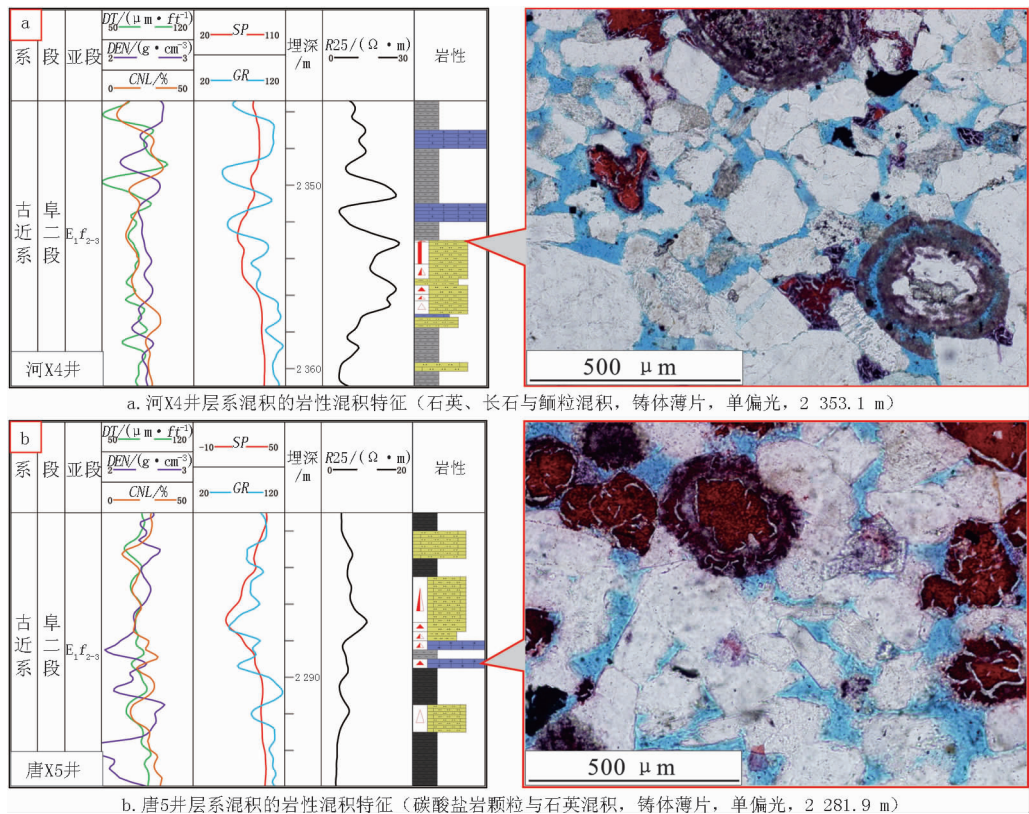 a
系
段
亚段
DT/(μm·ft⁻¹)
50 120
DEN/(g·cm⁻³)
2 3
CNL/%
0 50
20 SP 110
20 GR 120
埋深
/m
R25/(Ω·m)
0 30
岩性
古近系
阜二段
E₁f₂₋₃
2 350
2 360
河X4井
500 μm
a. 河X4井层系混积的岩性混积特征（石英、长石与鲕粒混积，铸体薄片，单偏光，2 353.1 m）
b
系
段
亚段
DT/(μm·ft⁻¹)
50 120
DEN/(g·cm⁻³)
2 3
CNL/%
0 50
-10 SP 50
20 GR 120
埋深
/m
R25/(Ω·m)
0 20
岩性
古近系
阜二段
E₁f₂₋₃
2 290
唐X5井
500 μm
b. 唐5井层系混积的岩性混积特征（碳酸盐岩颗粒与石英混积，铸体薄片，单偏光，2 281.9 m）